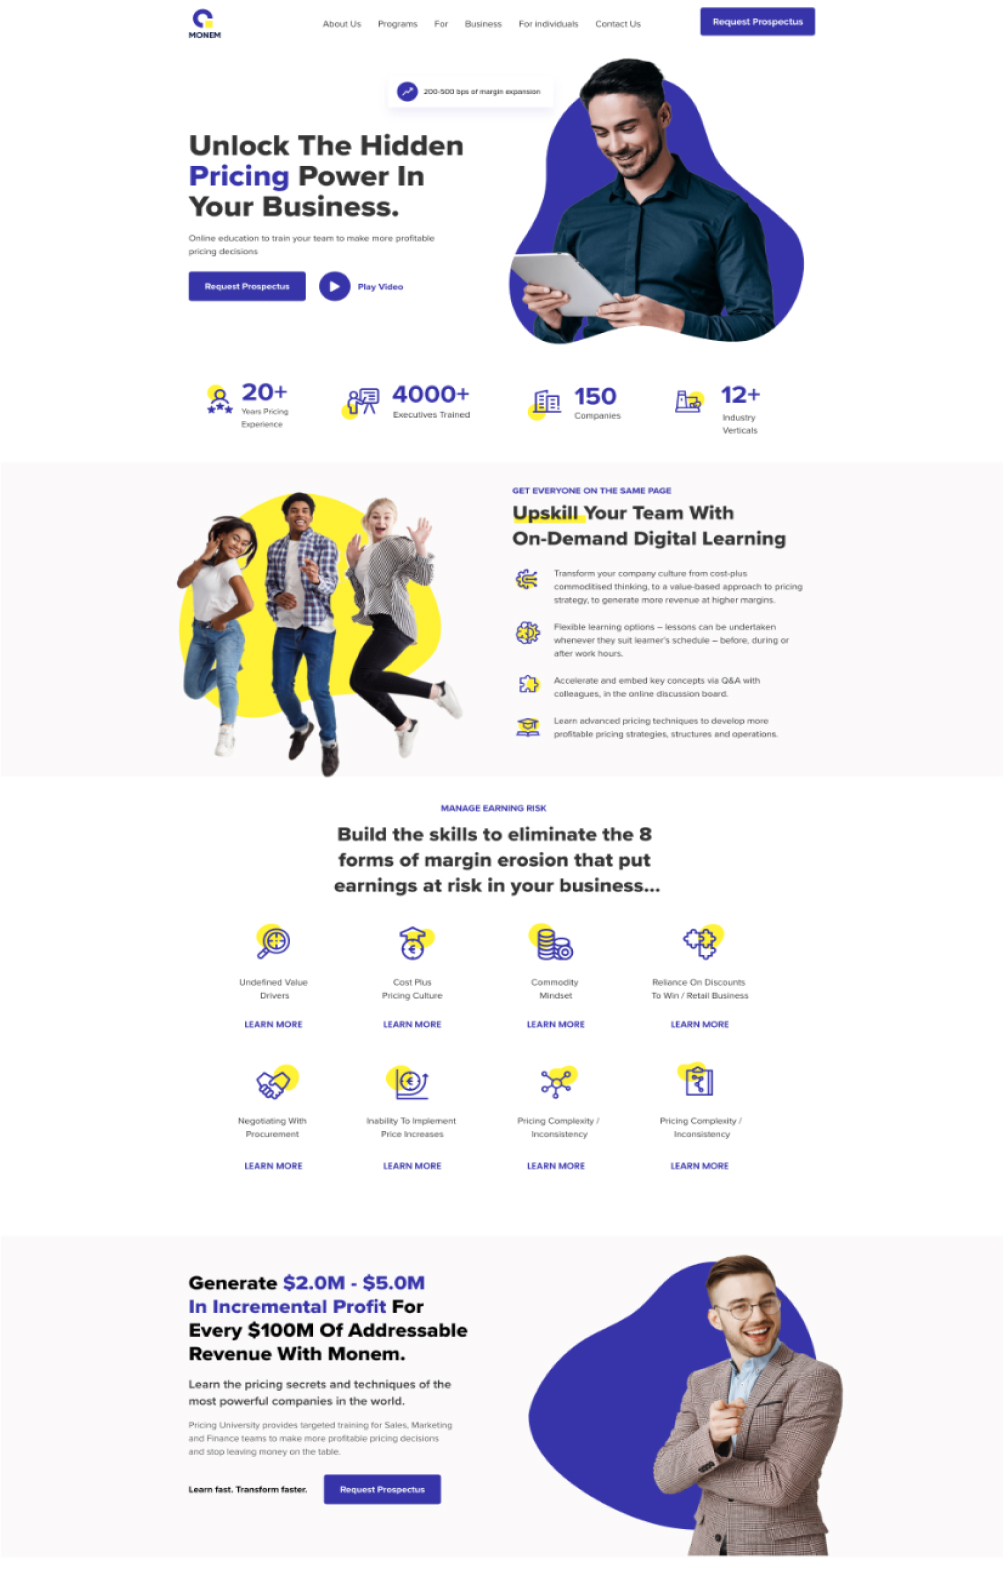 MONEM
About Us Programs For Business For individuals Contact Us
Request Prospectus
200-500 bps of margin expansion
Unlock The Hidden
Pricing Power In
Your Business.
Online education to train your team to make more profitable
pricing decisions
Request Prospectus
Play Video
20+
Years Pricing
Experience
4000+
Executives Trained
150
Companies
12+
Industry
Verticals
GET EVERYONE ON THE SAME PAGE
Upskill Your Team With
On-Demand Digital Learning
Transform your company culture from cost-plus
commoditised thinking, to a value-based approach to pricing
strategy, to generate more revenue at higher margins.
Flexible learning options – lessons can be undertaken
whenever they suit learner's schedule – before, during or
after work hours.
Accelerate and embed key concepts via Q&A with
colleagues, in the online discussion board.
Learn advanced pricing techniques to develop more
profitable pricing strategies, structures and operations.
MANAGE EARNING RISK
Build the skills to eliminate the 8
forms of margin erosion that put
earnings at risk in your business...
Undefined Value
Drivers
LEARN MORE
Cost Plus
Pricing Culture
LEARN MORE
Commodity
Mindset
LEARN MORE
Reliance On Discounts
To Win / Retail Business
LEARN MORE
Negotiating With
Procurement
LEARN MORE
Inability To Implement
Price Increases
LEARN MORE
Pricing Complexity /
Inconsistency
LEARN MORE
Pricing Complexity /
Inconsistency
LEARN MORE
Generate $2.0M - $5.0M
In Incremental Profit For
Every $100M Of Addressable
Revenue With Monem.
Learn the pricing secrets and techniques of the
most powerful companies in the world.
Pricing University provides targeted training for Sales, Marketing
and Finance teams to make more profitable pricing decisions
and stop leaving money on the table.
Learn fast. Transform faster.
Request Prospectus